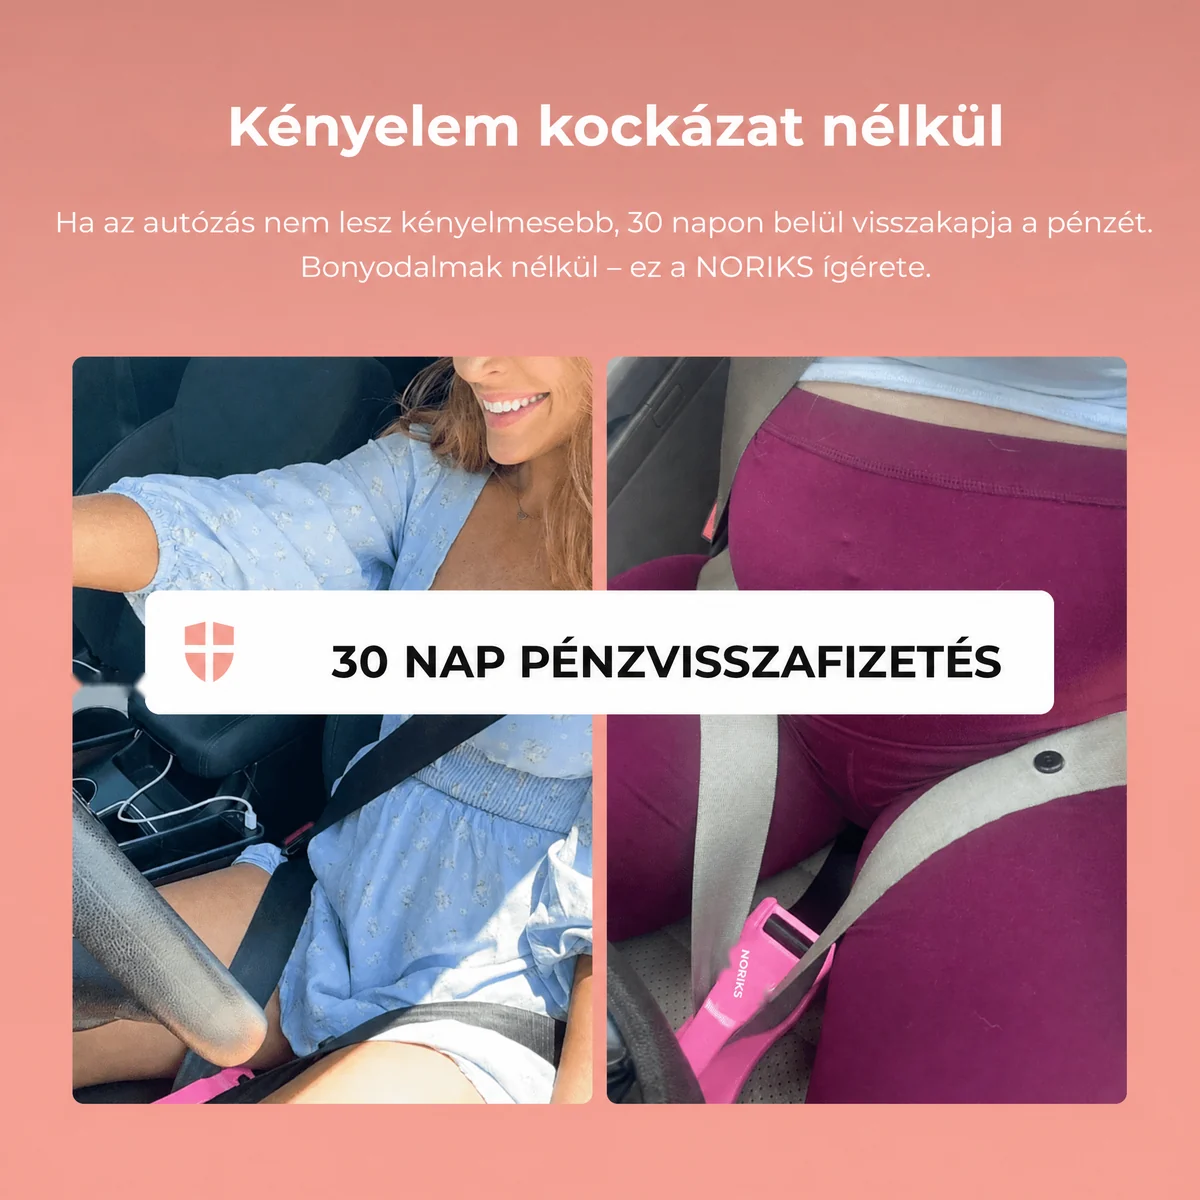 Kényelem kockázat nélkül
Ha az autózás nem lesz kényelmesebb, 30 napon belül visszakapja a pénzét.
Bonyodalmak nélkül – ez a NORIKS ígérete.
30 NAP PÉNZVISSZAFIZETÉS
NORIKS